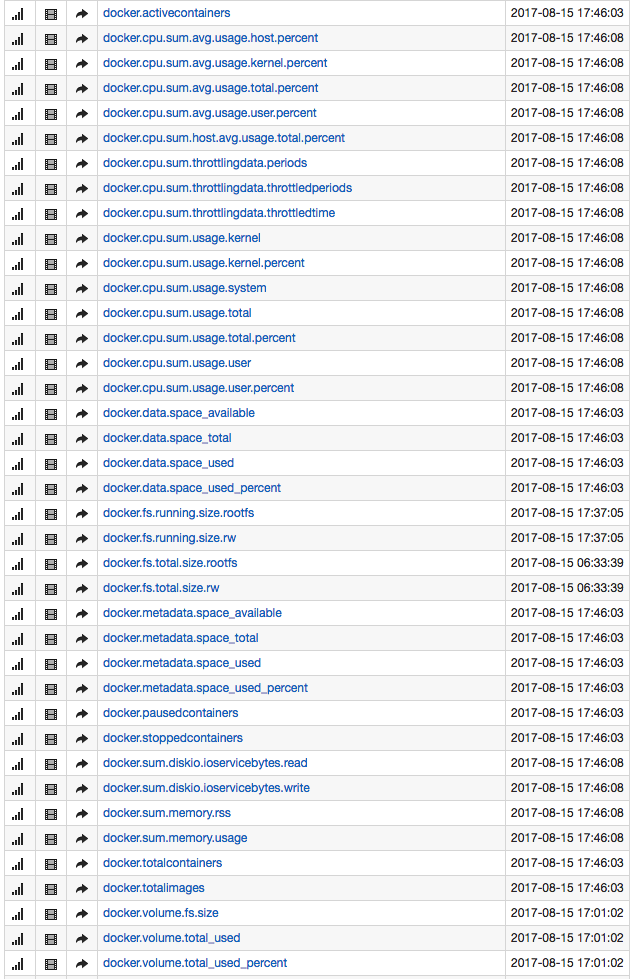 docker.activecontainers 2017-08-15 17:46:03
docker.cpu.sum.avg.usage.host.percent 2017-08-15 17:46:08
docker.cpu.sum.avg.usage.kernel.percent 2017-08-15 17:46:08
docker.cpu.sum.avg.usage.total.percent 2017-08-15 17:46:08
docker.cpu.sum.avg.usage.user.percent 2017-08-15 17:46:08
docker.cpu.sum.host.avg.usage.total.percent 2017-08-15 17:46:08
docker.cpu.sum.throttlingdata.periods 2017-08-15 17:46:08
docker.cpu.sum.throttlingdata.throttledperiods 2017-08-15 17:46:08
docker.cpu.sum.throttlingdata.throttledtime 2017-08-15 17:46:08
docker.cpu.sum.usage.kernel 2017-08-15 17:46:08
docker.cpu.sum.usage.kernel.percent 2017-08-15 17:46:08
docker.cpu.sum.usage.system 2017-08-15 17:46:08
docker.cpu.sum.usage.total 2017-08-15 17:46:08
docker.cpu.sum.usage.total.percent 2017-08-15 17:46:08
docker.cpu.sum.usage.user 2017-08-15 17:46:08
docker.cpu.sum.usage.user.percent 2017-08-15 17:46:08
docker.data.space_available 2017-08-15 17:46:03
docker.data.space_total 2017-08-15 17:46:03
docker.data.space_used 2017-08-15 17:46:03
docker.data.space_used_percent 2017-08-15 17:46:03
docker.fs.running.size.rootfs 2017-08-15 17:37:05
docker.fs.running.size.rw 2017-08-15 17:37:05
docker.fs.total.size.rootfs 2017-08-15 06:33:39
docker.fs.total.size.rw 2017-08-15 06:33:39
docker.metadata.space_available 2017-08-15 17:46:03
docker.metadata.space_total 2017-08-15 17:46:03
docker.metadata.space_used 2017-08-15 17:46:03
docker.metadata.space_used_percent 2017-08-15 17:46:03
docker.pausedcontainers 2017-08-15 17:46:03
docker.stoppedcontainers 2017-08-15 17:46:03
docker.sum.diskio.ioservicebytes.read 2017-08-15 17:46:08
docker.sum.diskio.ioservicebytes.write 2017-08-15 17:46:08
docker.sum.memory.rss 2017-08-15 17:46:08
docker.sum.memory.usage 2017-08-15 17:46:08
docker.totalcontainers 2017-08-15 17:46:03
docker.totalimages 2017-08-15 17:46:03
docker.volume.fs.size 2017-08-15 17:01:02
docker.volume.total_used 2017-08-15 17:01:02
docker.volume.total_used_percent 2017-08-15 17:01:02